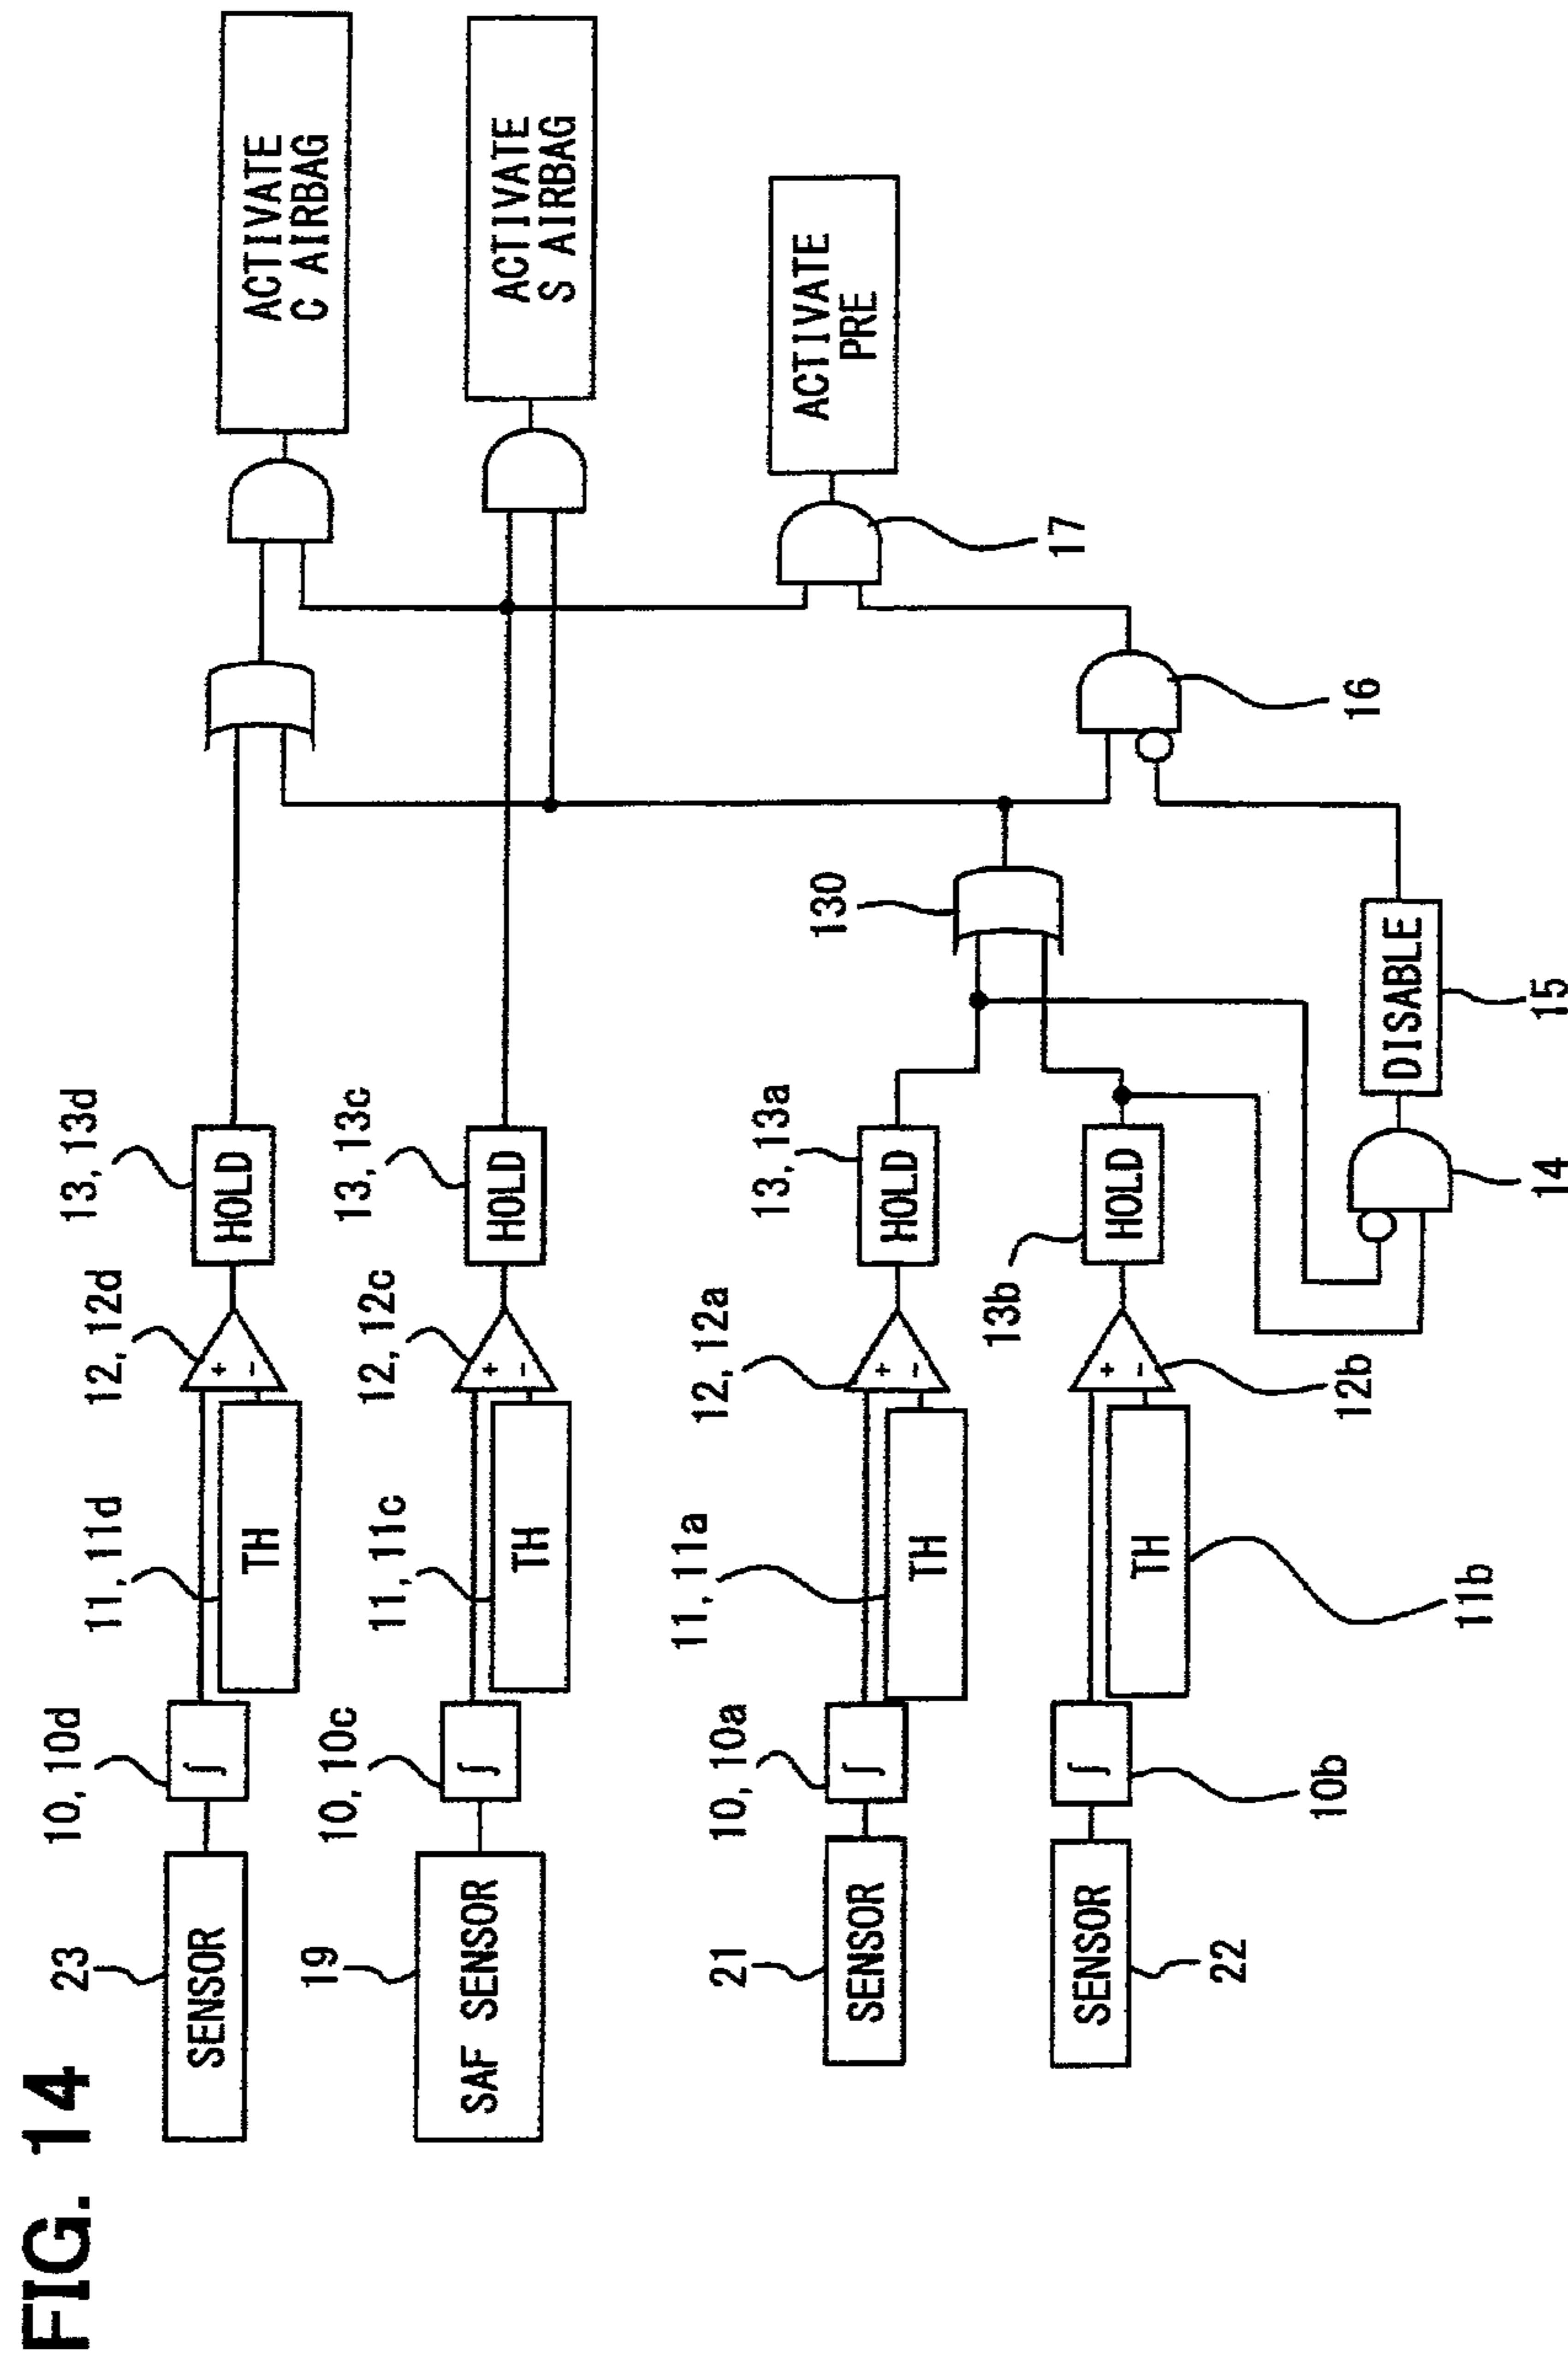 FIG. 14
23
SENSOR
10, 10d
∫
11, 11d
TH
12, 12d
+
-
13, 13d
HOLD
ACTIVATE
C AIRBAG
19
SAF SENSOR
10, 10c
∫
11, 11c
TH
12, 12c
+
-
13, 13c
HOLD
ACTIVATE
S AIRBAG
21
SENSOR
10, 10a
∫
11, 11a
TH
12, 12a
+
-
13, 13a
HOLD
130
17
ACTIVATE
PRE
22
SENSOR
10b
∫
11b
TH
12b
+
-
13b
HOLD
14
15
DISABLE
16